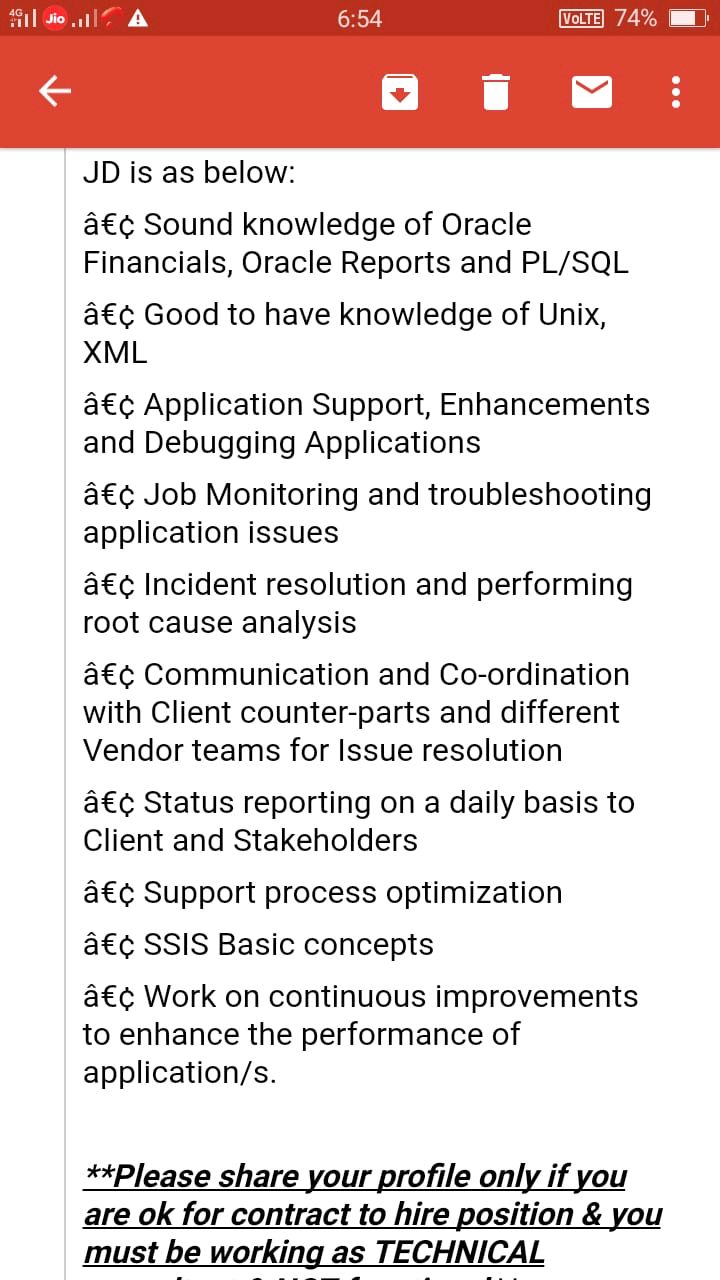 4G Jio 6:54 VoLTE 74%
JD is as below:
â€¢ Sound knowledge of Oracle
Financials, Oracle Reports and PL/SQL
â€¢ Good to have knowledge of Unix,
XML
â€¢ Application Support, Enhancements
and Debugging Applications
â€¢ Job Monitoring and troubleshooting
application issues
â€¢ Incident resolution and performing
root cause analysis
â€¢ Communication and Co-ordination
with Client counter-parts and different
Vendor teams for Issue resolution
â€¢ Status reporting on a daily basis to
Client and Stakeholders
â€¢ Support process optimization
â€¢ SSIS Basic concepts
â€¢ Work on continuous improvements
to enhance the performance of
application/s.
**Please share your profile only if you
are ok for contract to hire position & you
must be working as TECHNICAL